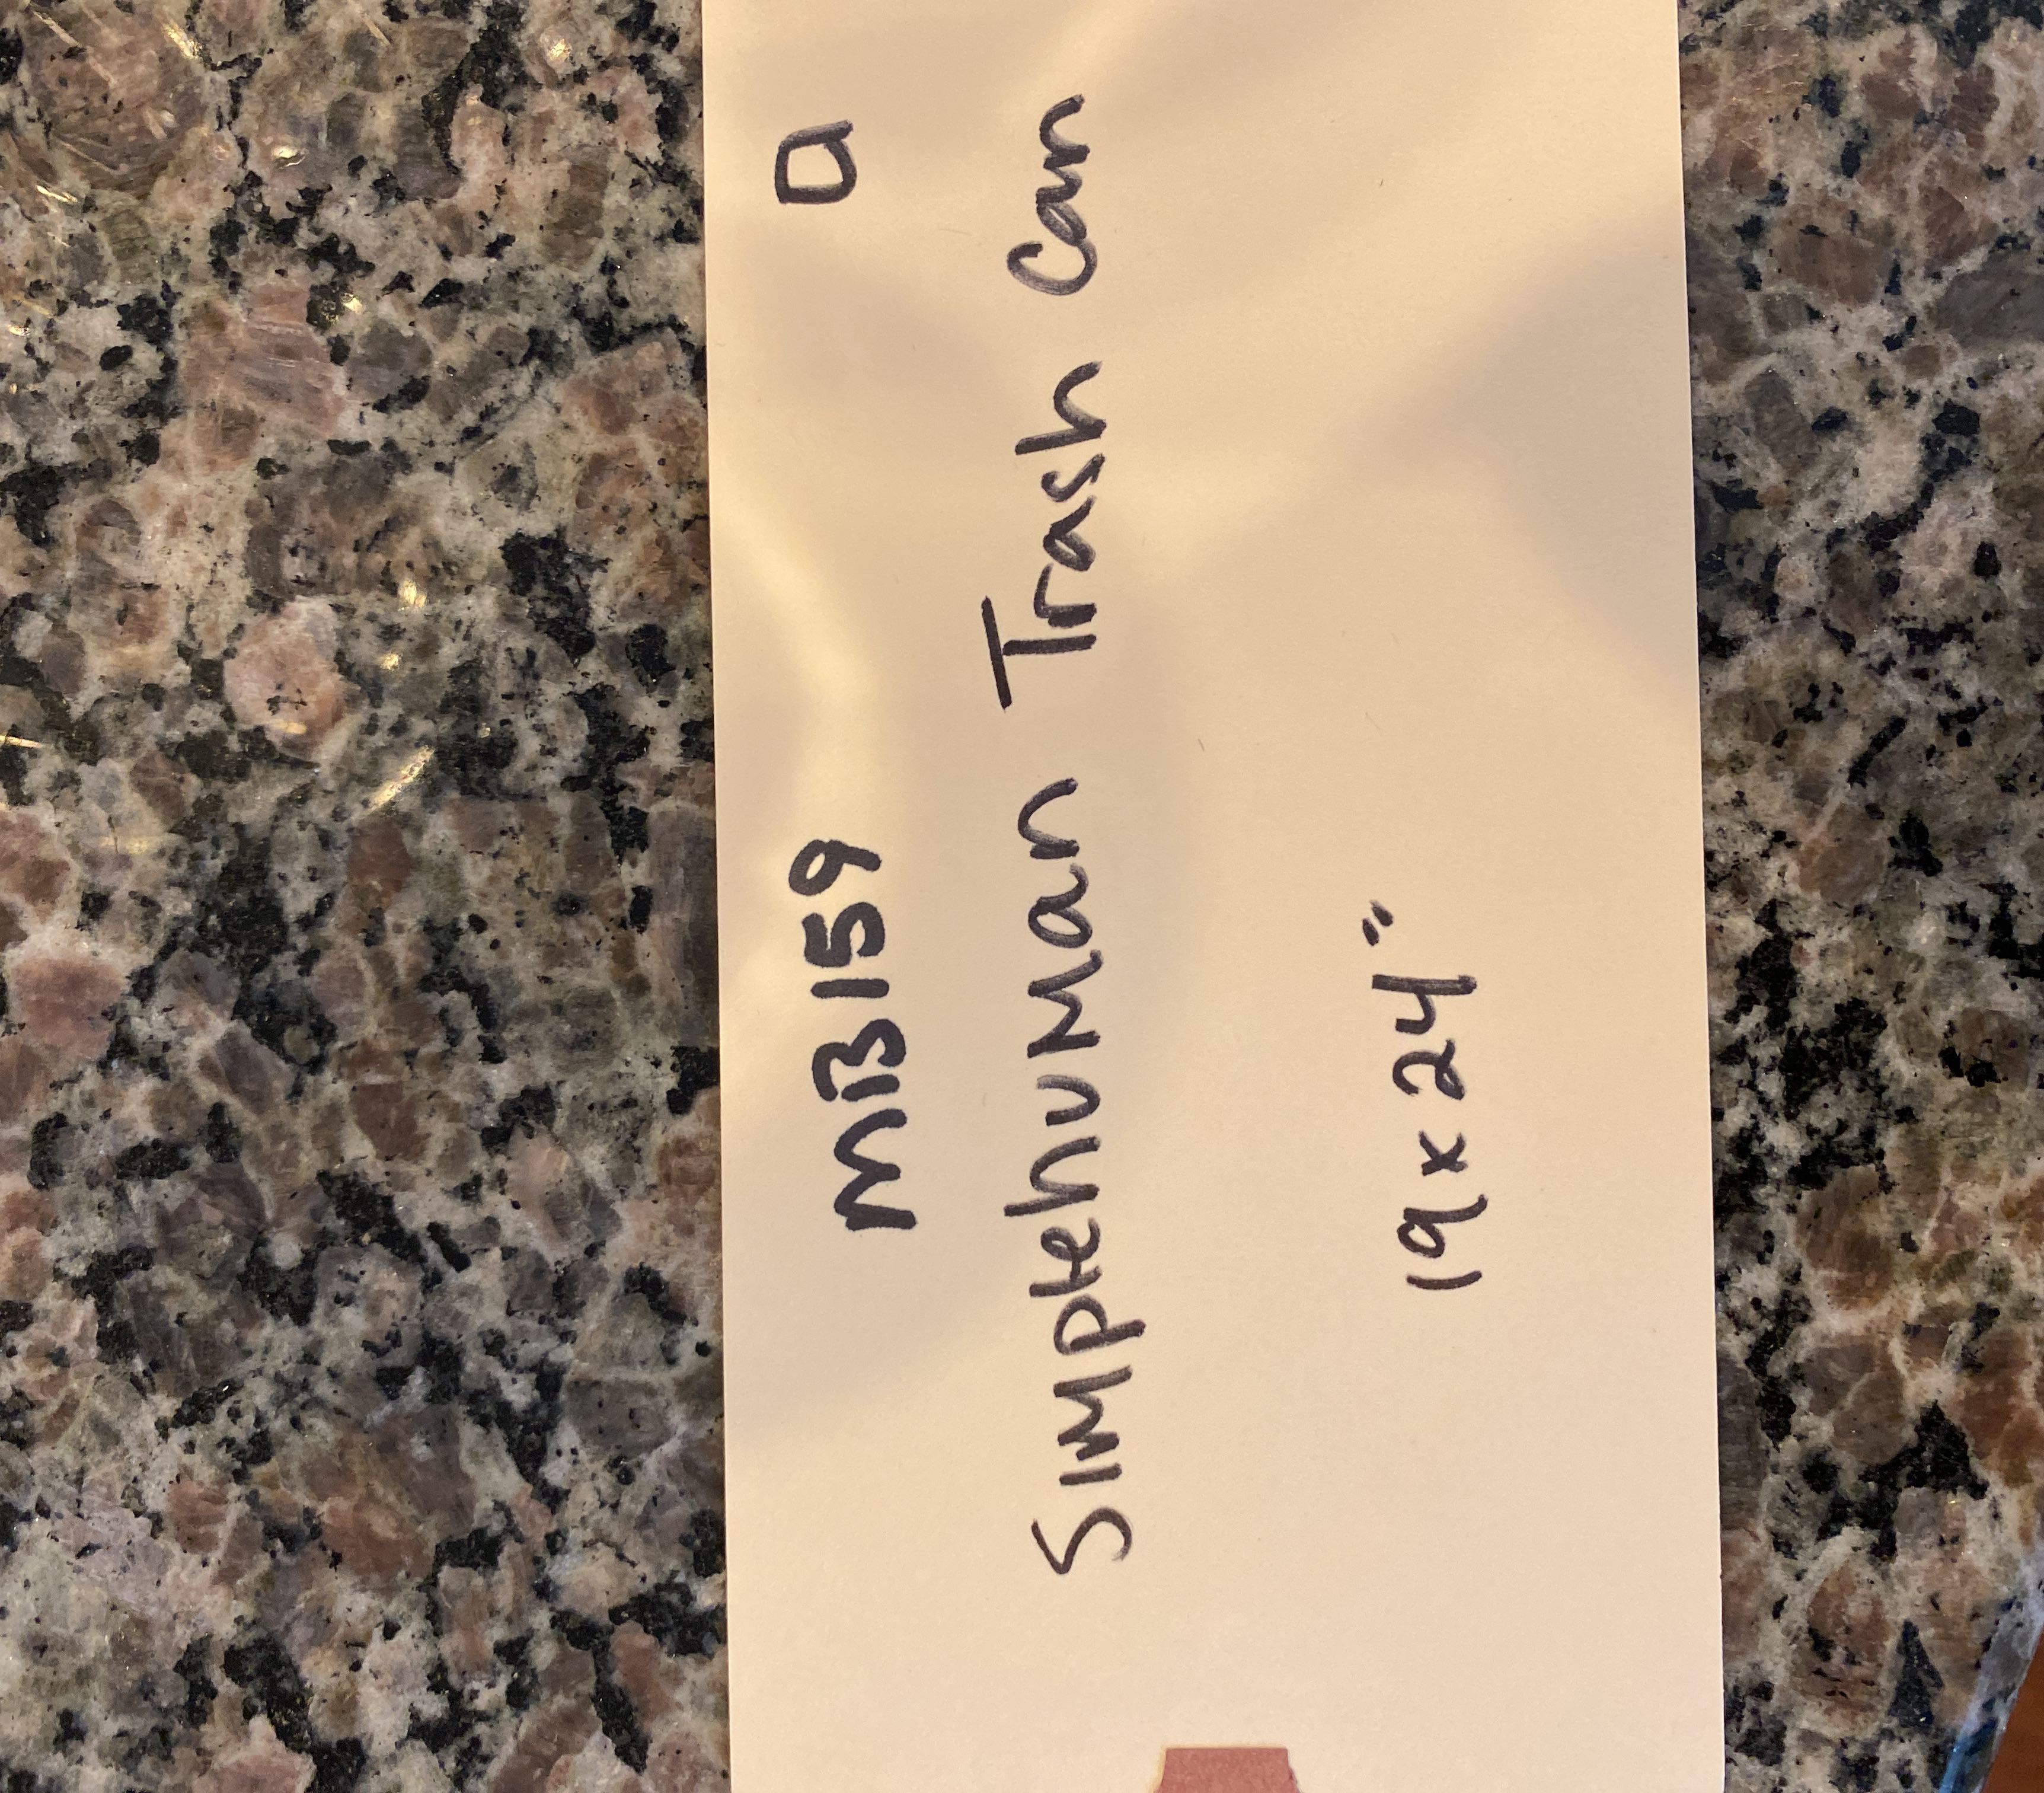 MB159 D
Simplehuman Trash Can
19 x 24"